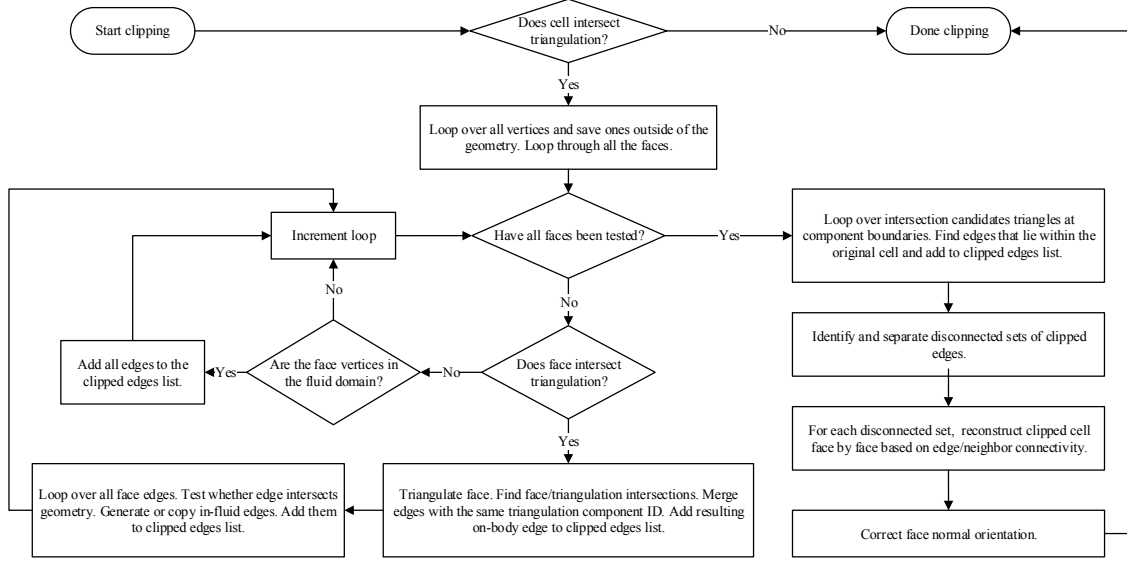 Start clipping
Does cell intersect
triangulation?
No
Done clipping
Yes
Loop over all vertices and save ones outside of the
geometry. Loop through all the faces.
Increment loop
Have all faces been tested?
Yes
Loop over intersection candidates triangles at
component boundaries. Find edges that lie within the
original cell and add to clipped edges list.
No
No
Add all edges to the
clipped edges list.
Yes
Are the face vertices in
the fluid domain?
No
Does face intersect
triangulation?
Identify and separate disconnected sets of clipped
edges.
Yes
For each disconnected set, reconstruct clipped cell
face by face based on edge/neighbor connectivity.
Loop over all face edges. Test whether edge intersects
geometry. Generate or copy in-fluid edges. Add them
to clipped edges list.
Triangulate face. Find face/triangulation intersections. Merge
edges with the same triangulation component ID. Add resulting
on-body edge to clipped edges list.
Correct face normal orientation.